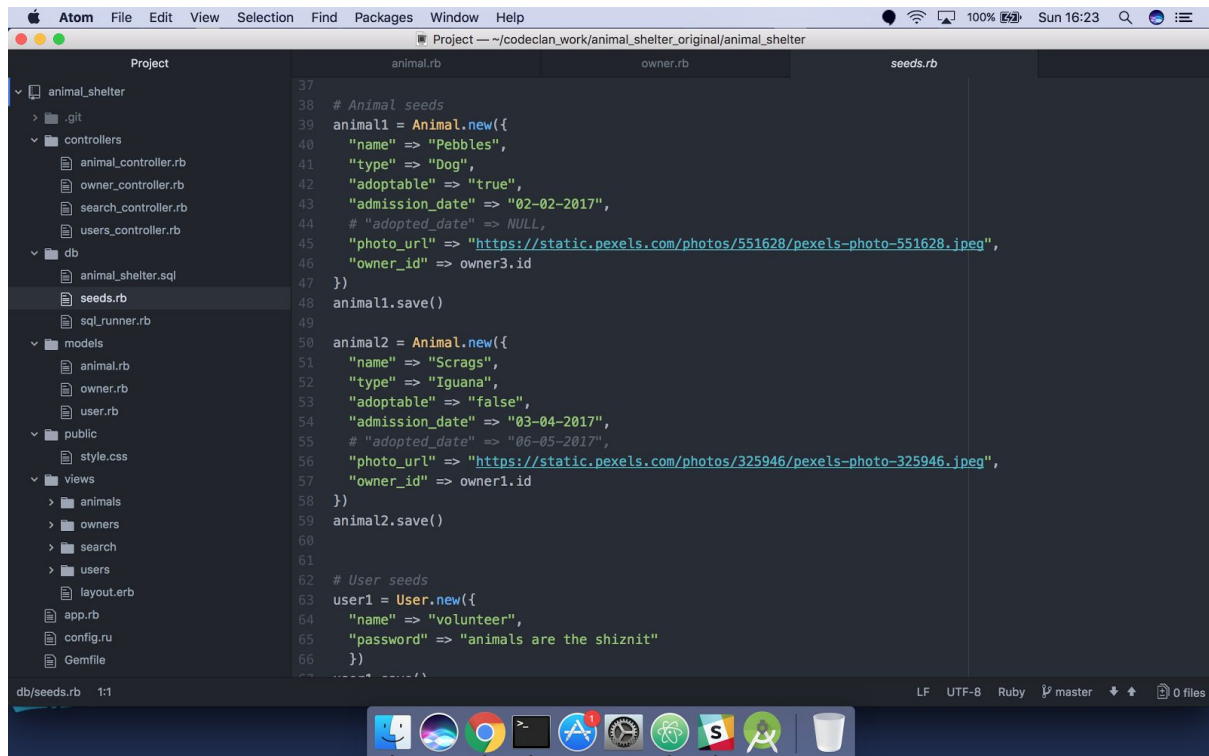 Atom File Edit View Selection Find Packages Window Help 100% Sun 16:23
Project — ~/codeclan_work/animal_shelter_original/animal_shelter
Project
animal.rb owner.rb seeds.rb
animal_shelter
.git
controllers
animal_controller.rb
owner_controller.rb
search_controller.rb
users_controller.rb
db
animal_shelter.sql
seeds.rb
sql_runner.rb
models
animal.rb
owner.rb
user.rb
public
style.css
views
animals
owners
search
users
layout.erb
app.rb
config.ru
Gemfile
37
38 # Animal seeds
39 animal1 = Animal.new({
40 "name" => "Pebbles",
41 "type" => "Dog",
42 "adoptable" => "true",
43 "admission_date" => "02-02-2017",
44 # "adopted_date" => NULL,
45 "photo_url" => "https://static.pexels.com/photos/551628/pexels-photo-551628.jpeg",
46 "owner_id" => owner3.id
47 })
48 animal1.save()
49
50 animal2 = Animal.new({
51 "name" => "Scrags",
52 "type" => "Iguana",
53 "adoptable" => "false",
54 "admission_date" => "03-04-2017",
55 # "adopted_date" => "06-05-2017",
56 "photo_url" => "https://static.pexels.com/photos/325946/pexels-photo-325946.jpeg",
57 "owner_id" => owner1.id
58 })
59 animal2.save()
60
61
62 # User seeds
63 user1 = User.new({
64 "name" => "volunteer",
65 "password" => "animals are the shiznit"
66 })
67 user1.save()
db/seeds.rb 1:1 LF UTF-8 Ruby master 0 files
1
S